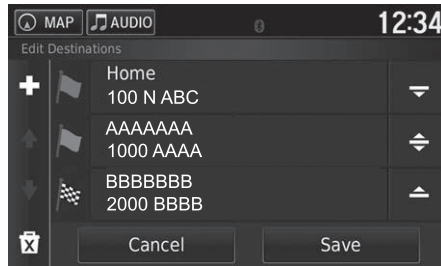 MAP
AUDIO
12:34
Edit Destinations
Home
100 N ABC
AAAAAAA
1000 AAAA
BBBBBBB
2000 BBBB
Cancel
Save